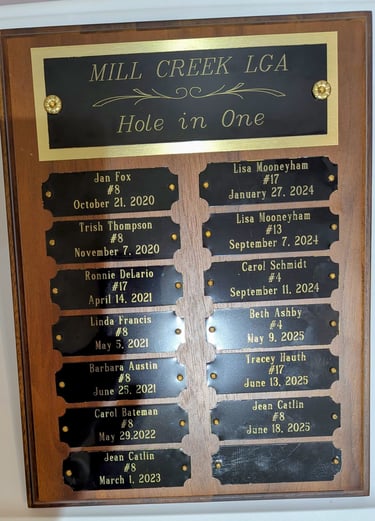 MILL CREEK LGA
Hole in One
Jan Fox
#8
October 21, 2020
Trish Thompson
#8
November 7, 2020
Ronnie DeLario
#17
April 14, 2021
Linda Francis
#8
May 5, 2021
Barbara Austin
#8
June 25, 2021
Carol Bateman
#8
May 29,2022
Jean Catlin
#8
March 1, 2023
Lisa Mooneyham
#17
January 27, 2024
Lisa Mooneyham
#13
September 7, 2024
Carol Schmidt
#4
September 11, 2024
Beth Ashby
#4
May 9, 2025
Tracey Hauth
#17
June 13, 2025
Jean Catlin
#8
June 18, 2025